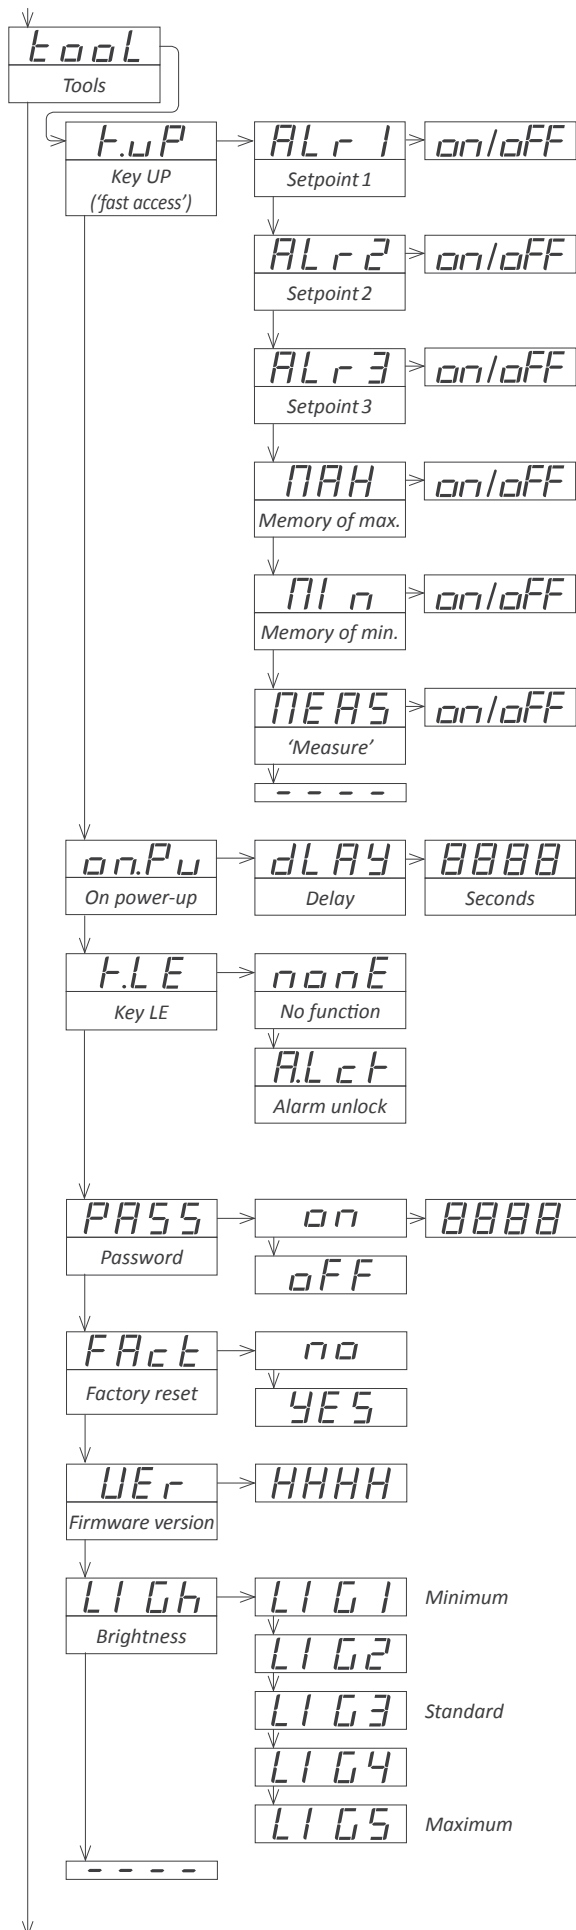 tooL
Tools
k.uP
ALr1
on/oFF
Key UP
(‘fast access’)
Setpoint 1
ALr2
on/oFF
Setpoint 2
ALr3
on/oFF
Setpoint 3
MAX
on/oFF
Memory of max.
MIn
on/oFF
Memory of min.
MEAS
on/oFF
‘Measure’
----
on.Pu
dLAY
8888
On power-up
Delay
Seconds
k.LE
nonE
Key LE
No function
A.Lck
Alarm unlock
PASS
on
8888
Password
oFF
FAct
no
Factory reset
YES
VEr
HHHH
Firmware version
LIGh
LIG1
Minimum
Brightness
LIG2
LIG3
Standard
LIG4
LIG5
Maximum
----